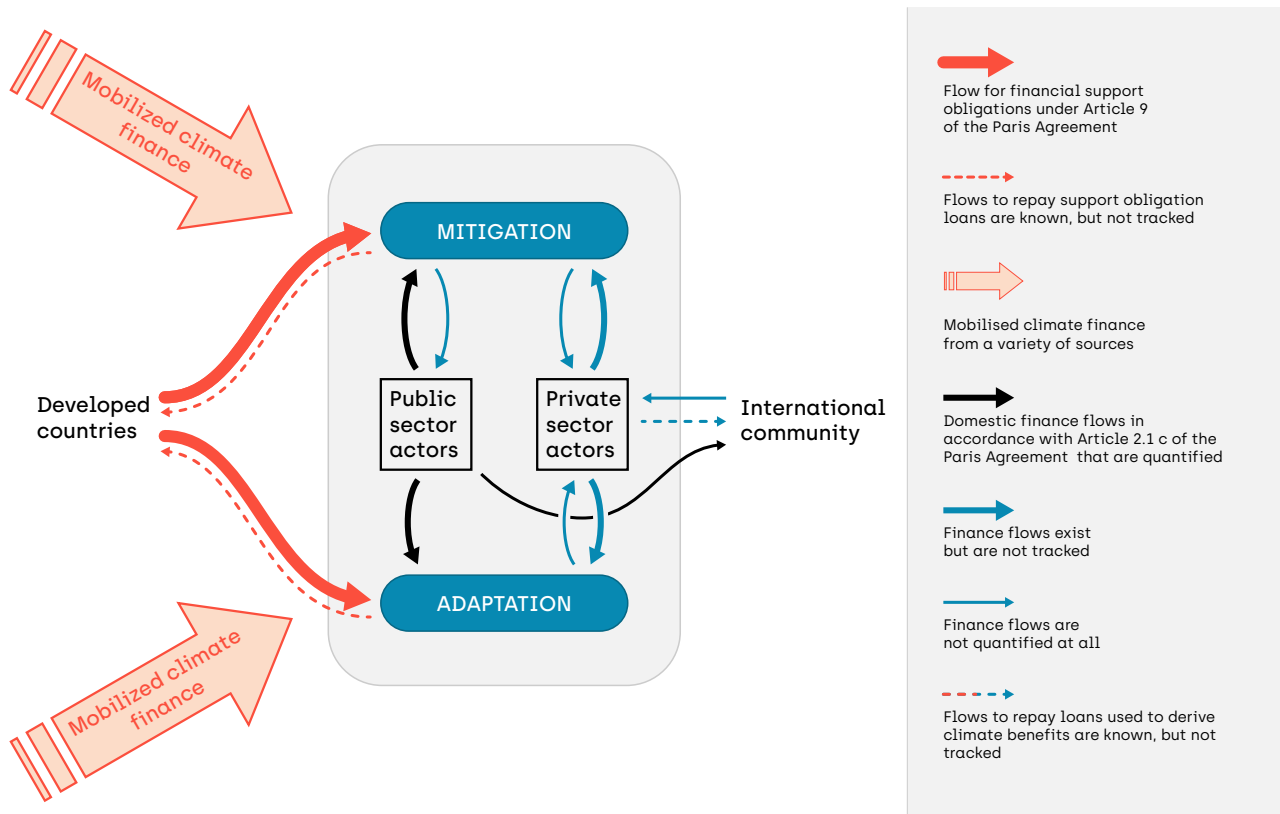 Mobilized climate
finance
MITIGATION
Developed
countries
Public
sector
actors
Private
sector
actors
International
community
ADAPTATION
Mobilized climate
finance
Flow for financial support
obligations under Article 9
of the Paris Agreement
Flows to repay support obligation
loans are known, but not tracked
Mobilised climate finance
from a variety of sources
Domestic finance flows in
accordance with Article 2.1 c of the
Paris Agreement  that are quantified
Finance flows exist
but are not tracked
Finance flows are
not quantified at all
Flows to repay loans used to derive
climate benefits are known, but not
tracked